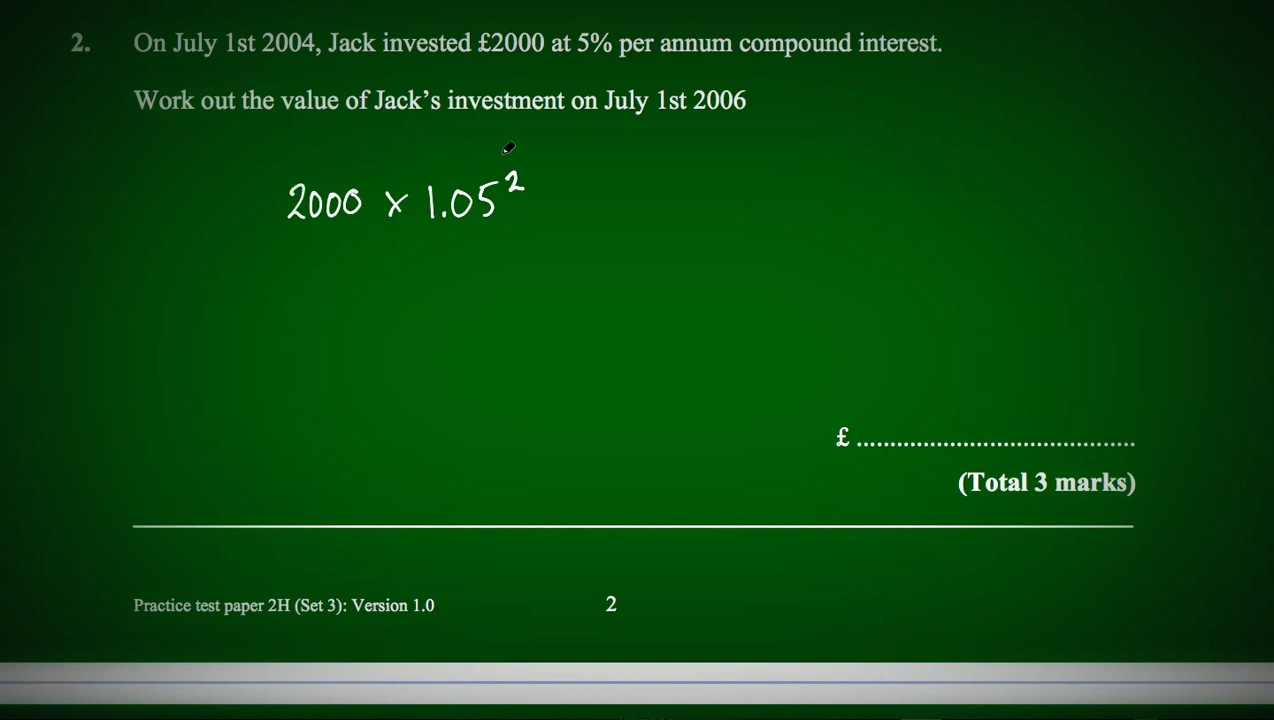 2. On July 1st 2004, Jack invested £2000 at 5% per annum compound interest.
Work out the value of Jack’s investment on July 1st 2006
2000 × 1.05²
£ ..........................................
(Total 3 marks)
Practice test paper 2H (Set 3): Version 1.0 2